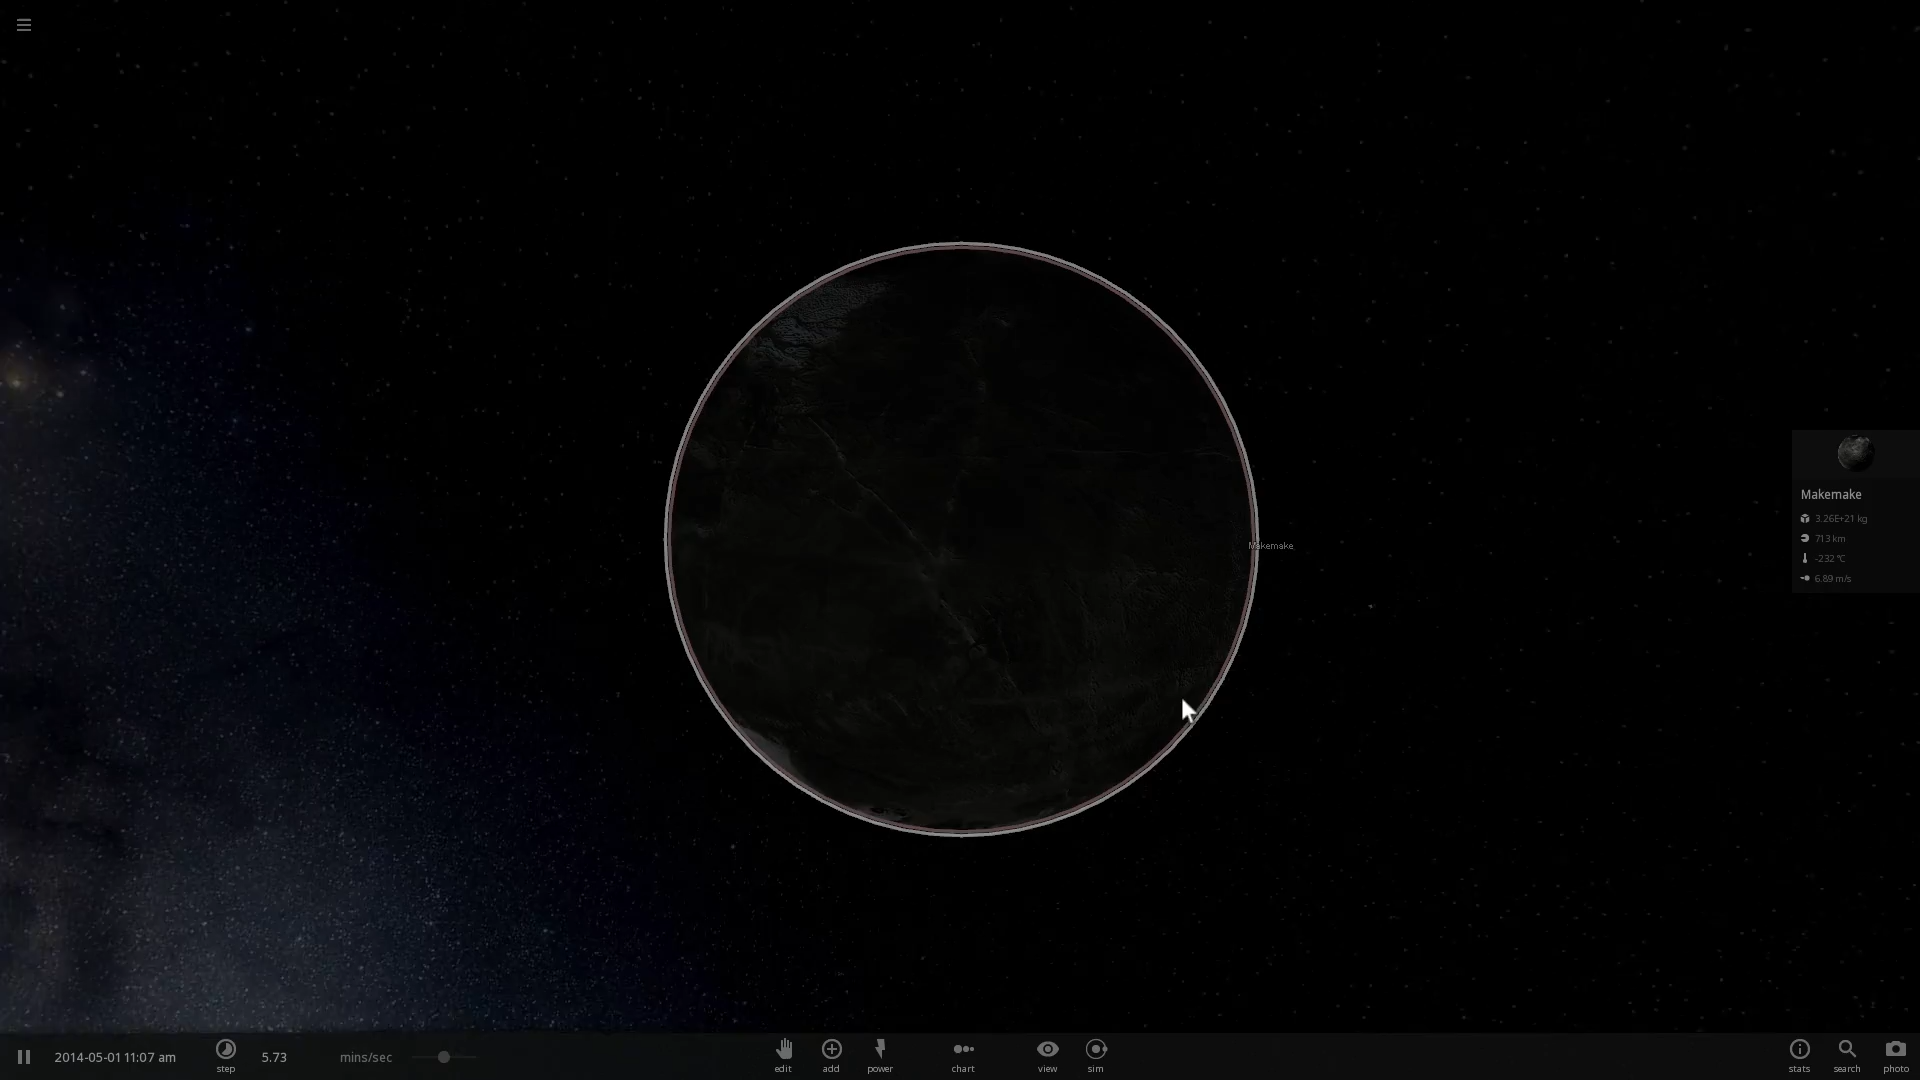 Makemake
Makemake
3.26E+21 kg
713 km
-232 °C
6.89 m/s
2014-05-01 11:07 am
step
5.73
mins/sec
edit
add
power
chart
view
sim
stats
search
photo